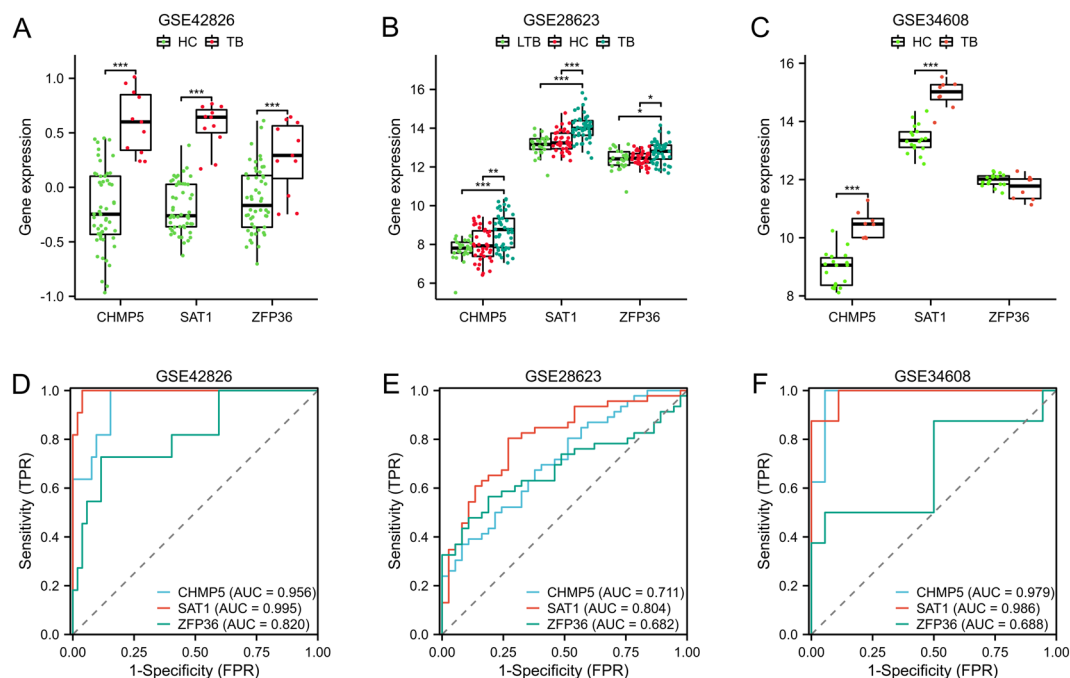 A
GSE42826
HC TB
Gene expression
1.0
0.5
0.0
-0.5
-1.0
***
***
***
CHMP5 SAT1 ZFP36
B
GSE28623
LTB HC TB
Gene expression
16
14
12
10
8
6
***
***
*
*
**
***
CHMP5 SAT1 ZFP36
C
GSE34608
HC TB
Gene expression
16
14
12
10
8
***
***
CHMP5 SAT1 ZFP36
D
GSE42826
Sensitivity (TPR)
1.0
0.8
0.6
0.4
0.2
0.0
CHMP5 (AUC = 0.956)
SAT1 (AUC = 0.995)
ZFP36 (AUC = 0.820)
0.00 0.25 0.50 0.75 1.00
1-Specificity (FPR)
E
GSE28623
Sensitivity (TPR)
1.0
0.8
0.6
0.4
0.2
0.0
CHMP5 (AUC = 0.711)
SAT1 (AUC = 0.804)
ZFP36 (AUC = 0.682)
0.00 0.25 0.50 0.75 1.00
1-Specificity (FPR)
F
GSE34608
Sensitivity (TPR)
1.0
0.8
0.6
0.4
0.2
0.0
CHMP5 (AUC = 0.979)
SAT1 (AUC = 0.986)
ZFP36 (AUC = 0.688)
0.00 0.25 0.50 0.75 1.00
1-Specificity (FPR)